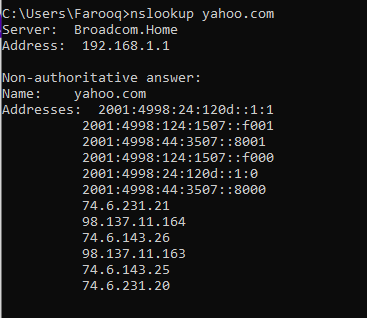 C:\Users\Farooq>nslookup yahoo.com
Server:  Broadcom.Home
Address:  192.168.1.1

Non-authoritative answer:
Name:    yahoo.com
Addresses:  2001:4998:24:120d::1:1
          2001:4998:124:1507::f001
          2001:4998:44:3507::8001
          2001:4998:124:1507::f000
          2001:4998:24:120d::1:0
          2001:4998:44:3507::8000
          74.6.231.21
          98.137.11.164
          74.6.143.26
          98.137.11.163
          74.6.143.25
          74.6.231.20